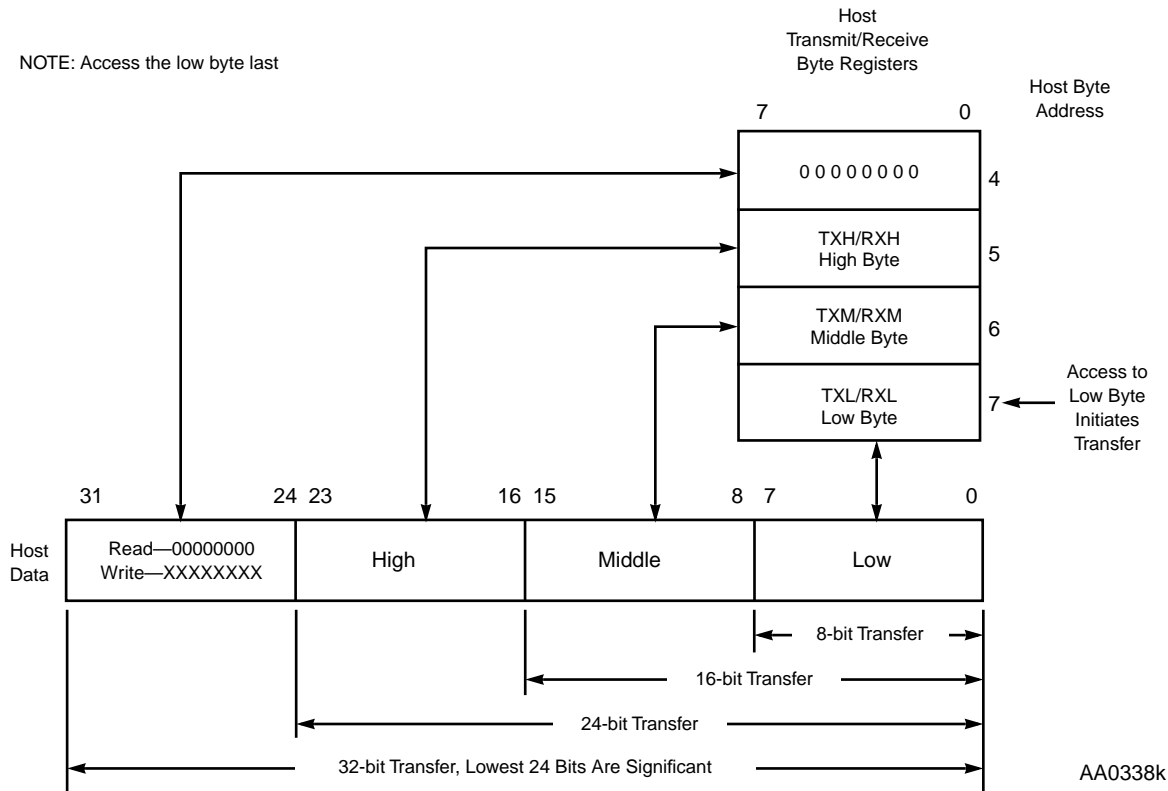 Host
Transmit/Receive
Byte Registers
NOTE: Access the low byte last
Host Byte
Address
7 0
0 0 0 0 0 0 0 0
4
TXH/RXH
High Byte
5
TXM/RXM
Middle Byte
6
TXL/RXL
Low Byte
7
Access to
Low Byte
Initiates
Transfer
31 24 23 16 15 8 7 0
Host
Data
Read—00000000
Write—XXXXXXXX
High
Middle
Low
8-bit Transfer
16-bit Transfer
24-bit Transfer
32-bit Transfer, Lowest 24 Bits Are Significant
AA0338k